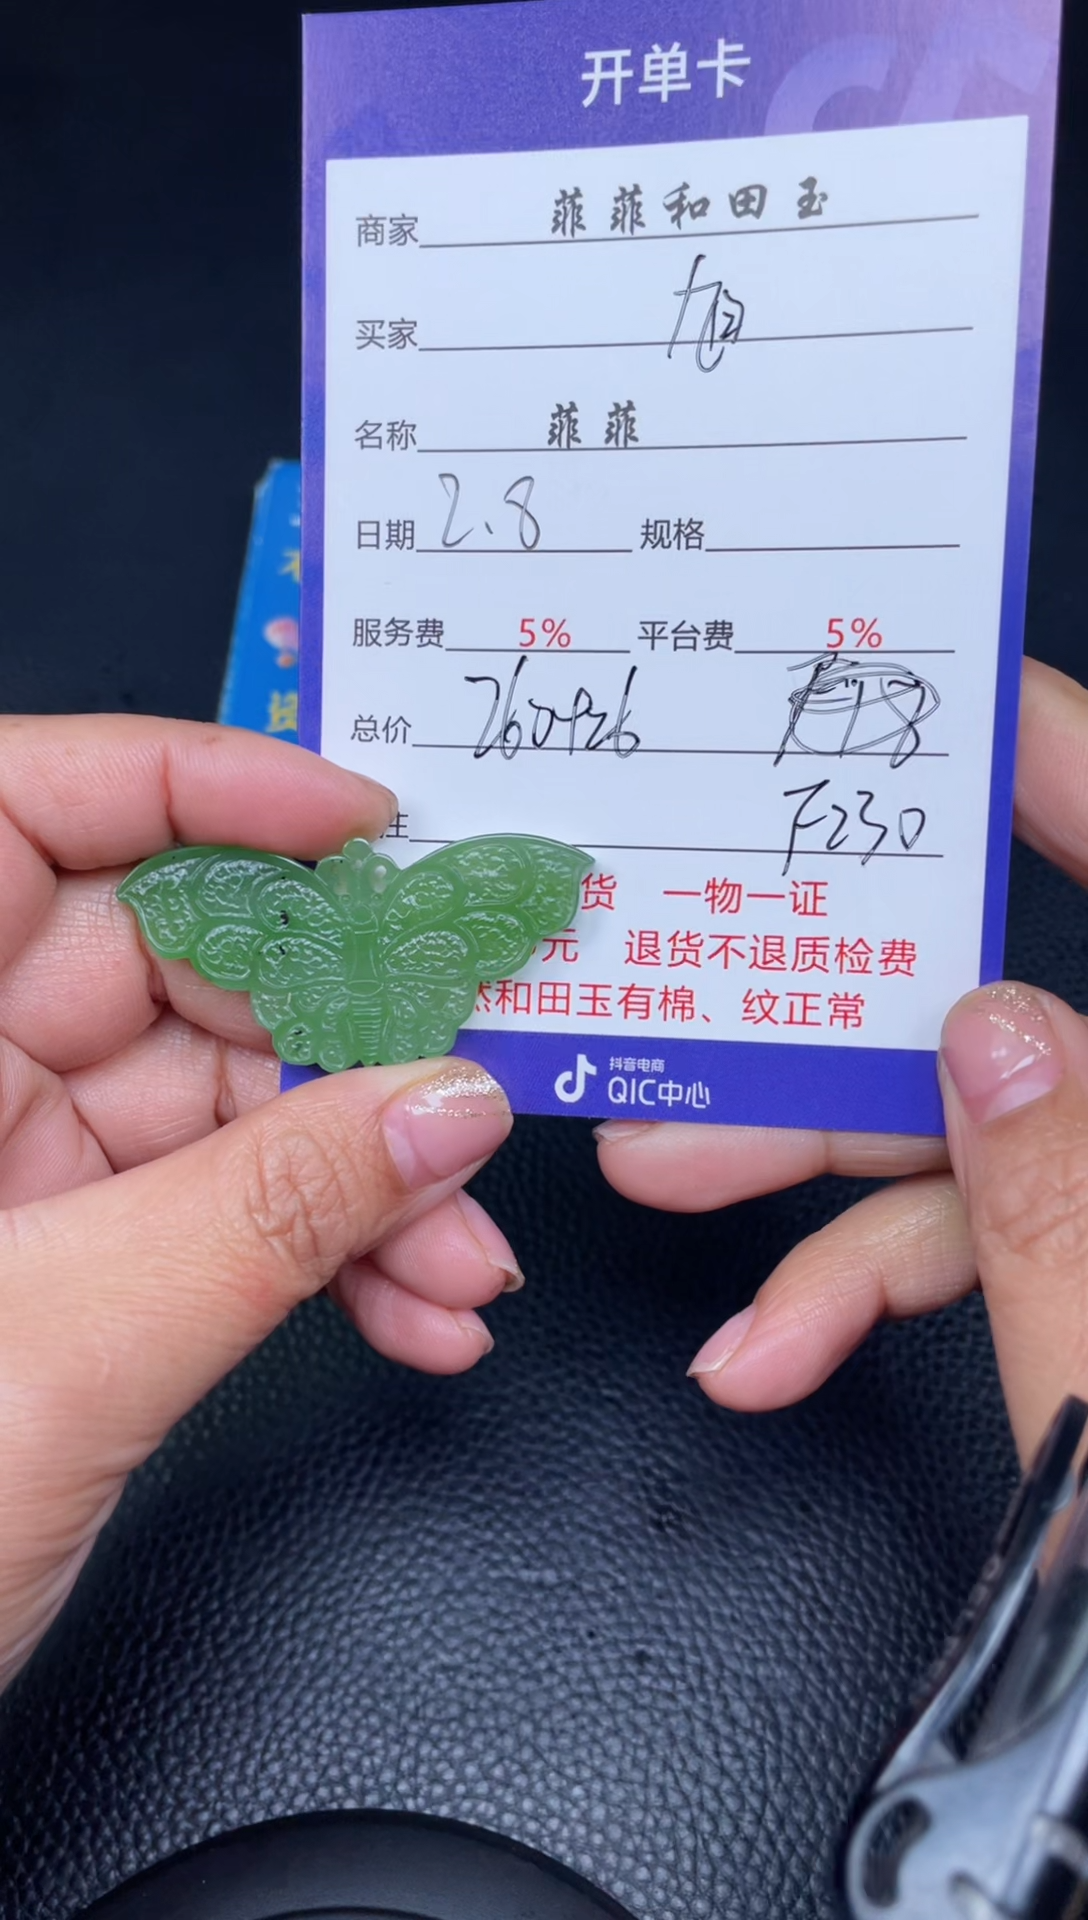 开单卡
商家 菲菲和田玉
买家
名称 菲菲
日期 2.8 规格
服务费 5% 平台费 5%
总价
注 F230
货 一物一证
元 退货不退质检费
然和田玉有棉、纹正常
抖音电商
QIC中心